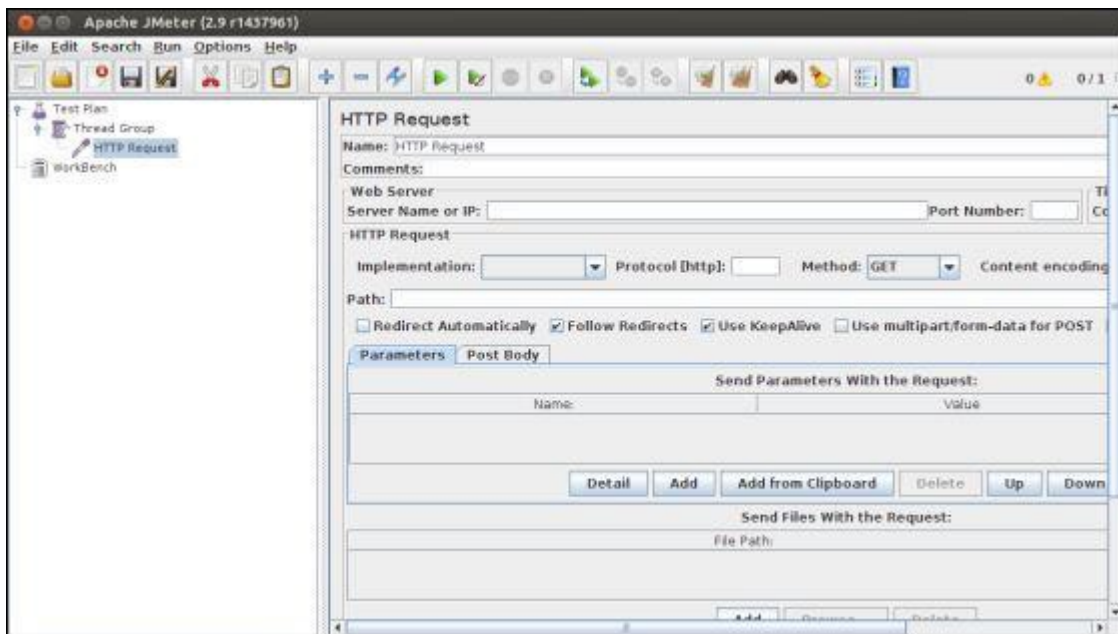 Apache JMeter (2.9 r1437961)
File Edit Search Run Options Help
0 0/1
Test Plan
Thread Group
HTTP Request
WorkBench
HTTP Request
Name: HTTP Request
Comments:
Web Server
Server Name or IP: Port Number:
HTTP Request
Implementation: Protocol [http]: Method: GET Content encoding
Path:
Redirect Automatically Follow Redirects Use KeepAlive Use multipart/form-data for POST
Parameters Post Body
Send Parameters With the Request:
Name: Value
Detail Add Add from Clipboard Delete Up Down
Send Files With the Request:
File Path:
Add Browse... Delete